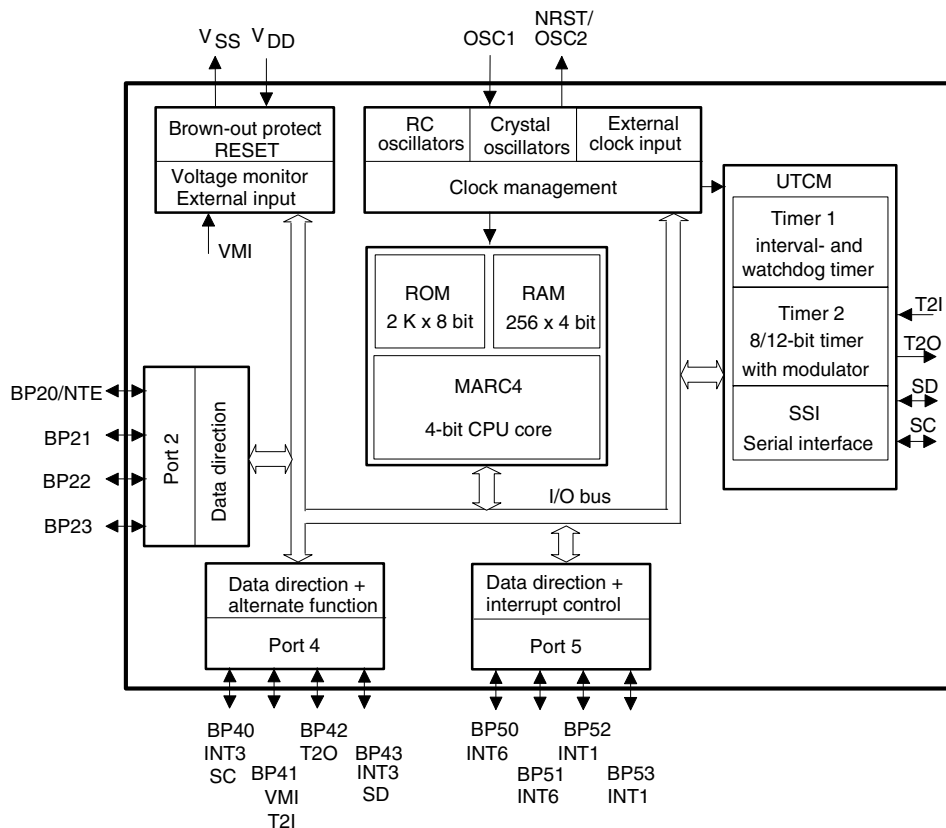 VSS
VDD
OSC1
NRST/
OSC2
Brown-out protect
RESET
Voltage monitor
External input
VMI
RC
oscillators
Crystal
oscillators
External
clock input
Clock management
UTCM
Timer 1
interval- and
watchdog timer
Timer 2
8/12-bit timer
with modulator
SSI
Serial interface
T2I
T2O
SD
SC
ROM
2 K x 8 bit
RAM
256 x 4 bit
MARC4
4-bit CPU core
I/O bus
BP20/NTE
BP21
BP22
BP23
Port 2
Data direction
Data direction +
alternate function
Port 4
Data direction +
interrupt control
Port 5
BP40
INT3
SC
BP41
VMI
T2I
BP42
T2O
BP43
INT3
SD
BP50
INT6
BP51
INT6
BP52
INT1
BP53
INT1